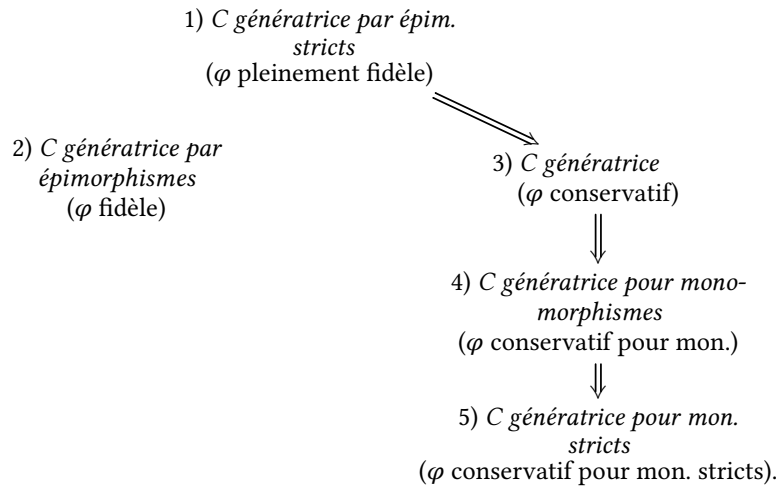 1) C génératrice par épim.
stricts
(φ pleinement fidèle)
2) C génératrice par
épimorphismes
(φ fidèle)
3) C génératrice
(φ conservatif)
4) C génératrice pour mono-
morphismes
(φ conservatif pour mon.)
5) C génératrice pour mon.
stricts
(φ conservatif pour mon. stricts).